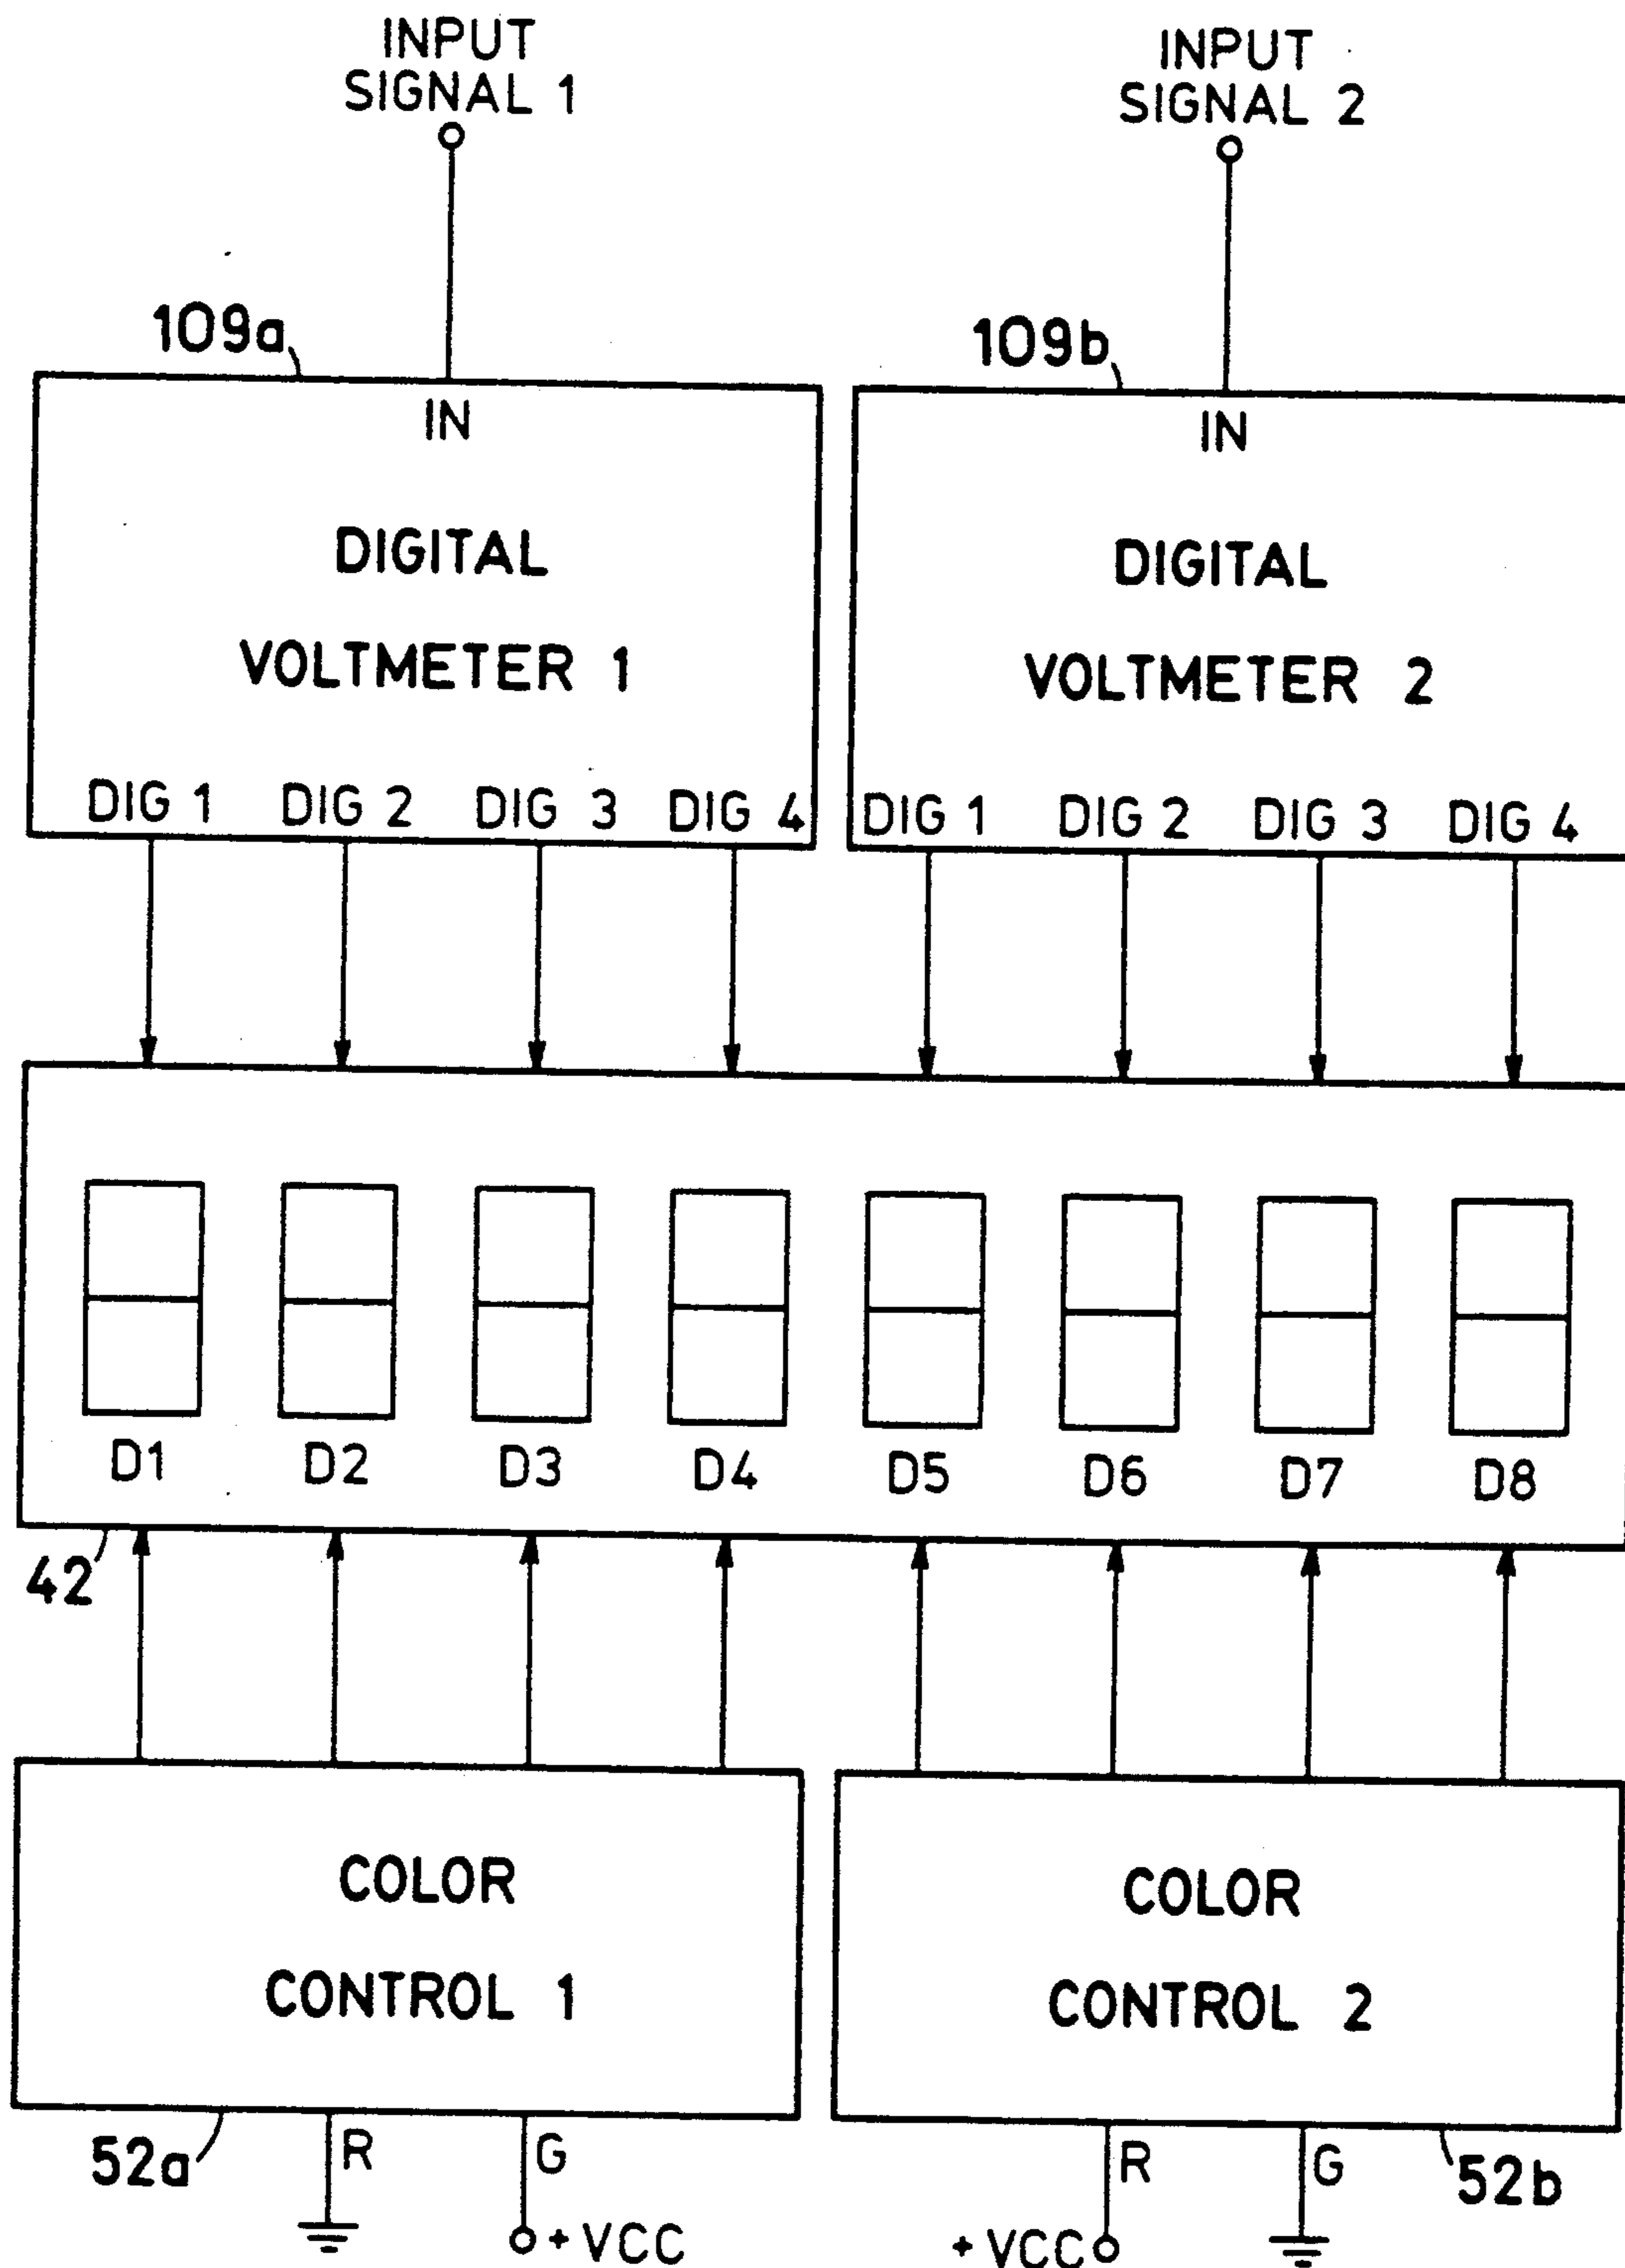 INPUT
SIGNAL 1
INPUT
SIGNAL 2
109a
109b
IN
IN
DIGITAL
VOLTMETER 1
DIGITAL
VOLTMETER 2
DIG 1 DIG 2 DIG 3 DIG 4
DIG 1 DIG 2 DIG 3 DIG 4
D1 D2 D3 D4 D5 D6 D7 D8
42
COLOR
CONTROL 1
COLOR
CONTROL 2
52a
R
G
R
G
52b
+VCC
+VCC